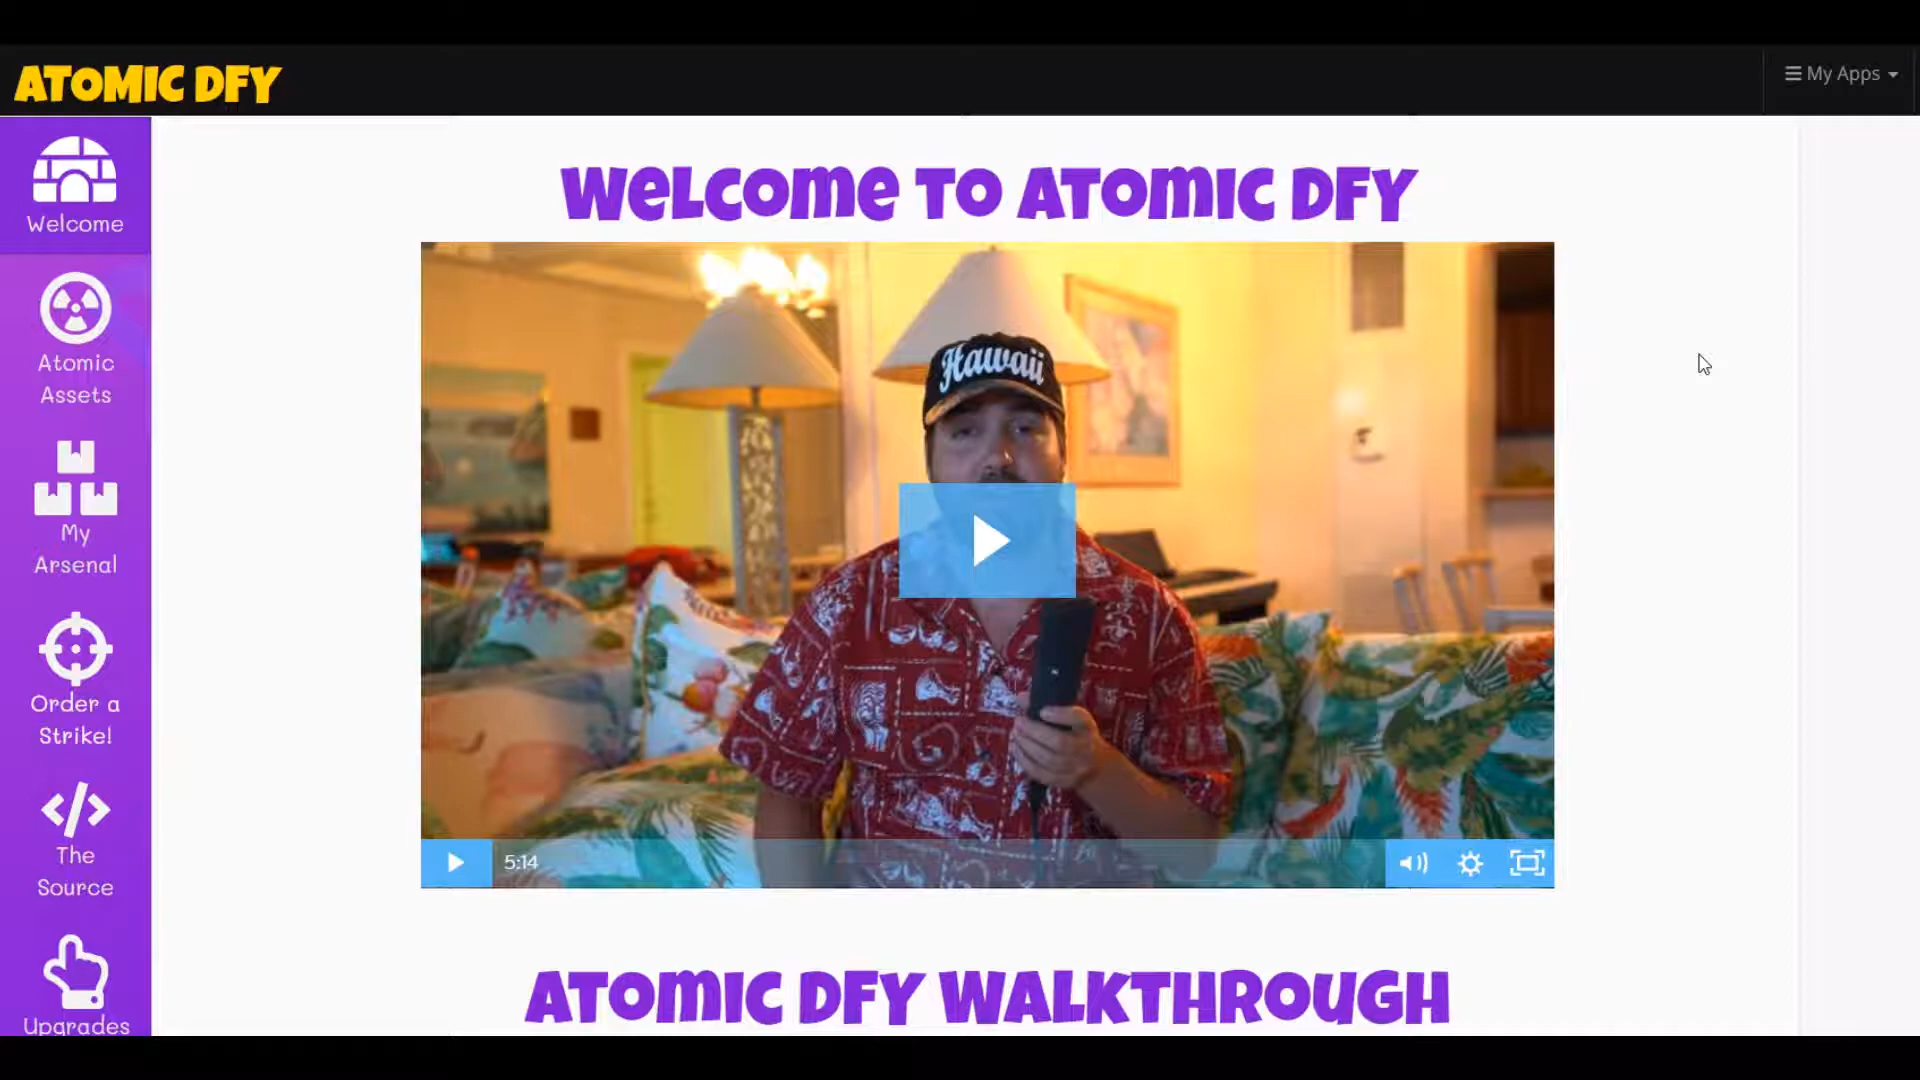 ATOMIC DFY
My Apps
Welcome
Atomic
Assets
My
Arsenal
Order a
Strike!
The
Source
Upgrades
Welcome to Atomic DFY
Hawaii
5:14
ATOMIC DFY WALKTHROUGH